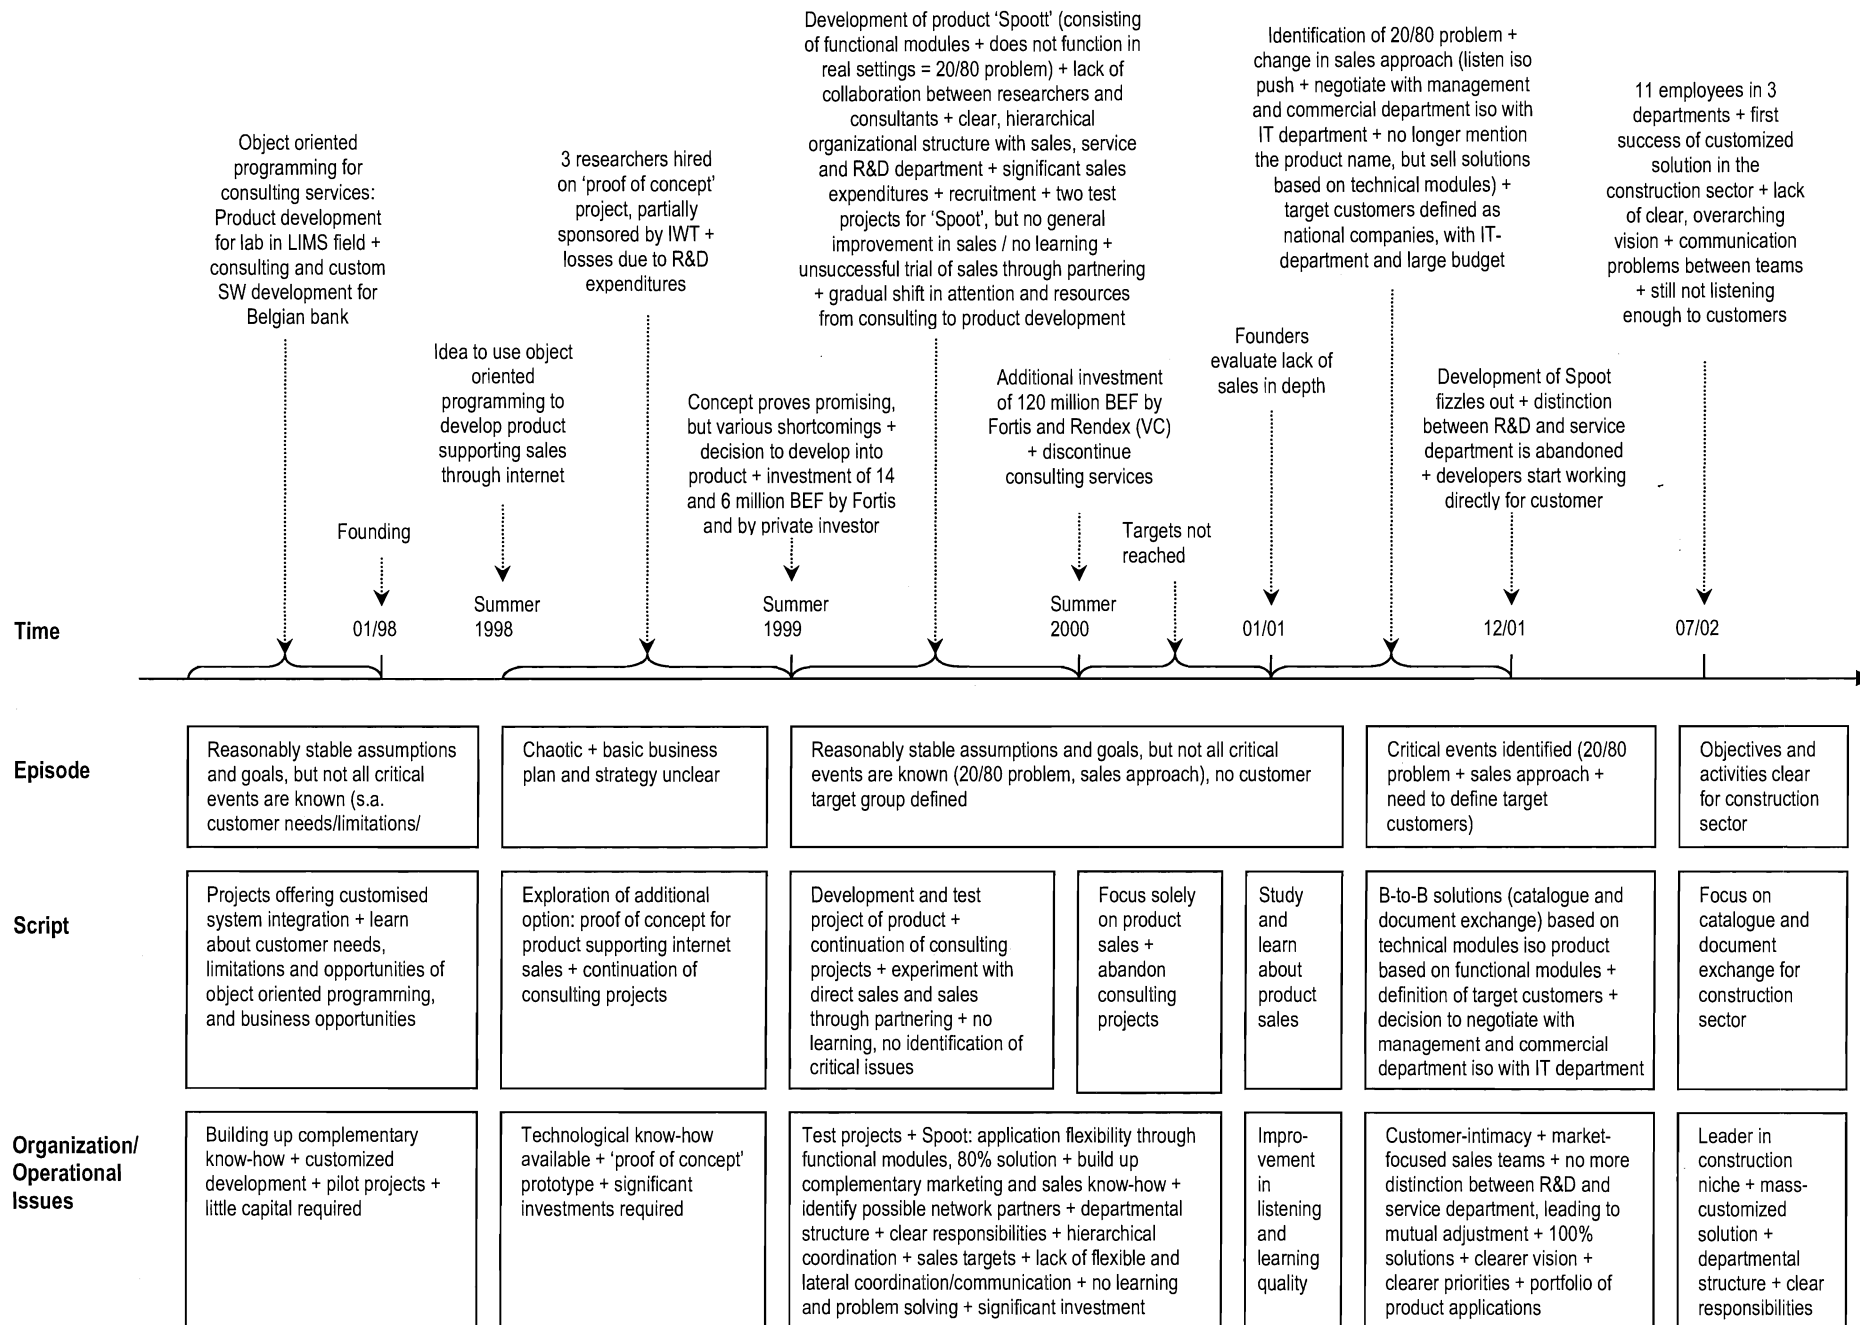 Object oriented
programming for
consulting services:
Product development
for lab in LIMS field +
consulting and custom
SW development for
Belgian bank
Founding
Idea to use object
oriented
programming to
develop product
supporting sales
through internet
3 researchers hired
on ‘proof of concept’
project, partially
sponsored by IWT +
losses due to R&D
expenditures
Concept proves promising,
but various shortcomings +
decision to develop into
product + investment of 14
and 6 million BEF by Fortis
and by private investor
Development of product ‘Spoott’ (consisting
of functional modules + does not function in
real settings = 20/80 problem) + lack of
collaboration between researchers and
consultants + clear, hierarchical
organizational structure with sales, service
and R&D department + significant sales
expenditures + recruitment + two test
projects for ‘Spoot’, but no general
improvement in sales / no learning +
unsuccessful trial of sales through partnering
+ gradual shift in attention and resources
from consulting to product development
Additional investment
of 120 million BEF by
Fortis and Rendex (VC)
+ discontinue
consulting services
Targets not
reached
Founders
evaluate lack of
sales in depth
Identification of 20/80 problem +
change in sales approach (listen iso
push + negotiate with management
and commercial department iso with
IT department + no longer mention
the product name, but sell solutions
based on technical modules) +
target customers defined as
national companies, with IT-
department and large budget
Development of Spoot
fizzles out + distinction
between R&D and service
department is abandoned
+ developers start working
directly for customer
11 employees in 3
departments + first
success of customized
solution in the
construction sector + lack
of clear, overarching
vision + communication
problems between teams
+ still not listening
enough to customers
Time
01/98
Summer
1998
Summer
1999
Summer
2000
01/01
12/01
07/02
Episode
Reasonably stable assumptions
and goals, but not all critical
events are known (s.a.
customer needs/limitations/
Chaotic + basic business
plan and strategy unclear
Reasonably stable assumptions and goals, but not all critical
events are known (20/80 problem, sales approach), no customer
target group defined
Critical events identified (20/80
problem + sales approach +
need to define target
customers)
Objectives and
activities clear
for construction
sector
Script
Projects offering customised
system integration + learn
about customer needs,
limitations and opportunities of
object oriented programming,
and business opportunities
Exploration of additional
option: proof of concept for
product supporting internet
sales + continuation of
consulting projects
Development and test
project of product +
continuation of consulting
projects + experiment with
direct sales and sales
through partnering + no
learning, no identification of
critical issues
Focus solely
on product
sales +
abandon
consulting
projects
Study
and
learn
about
product
sales
B-to-B solutions (catalogue and
document exchange) based on
technical modules iso product
based on functional modules +
definition of target customers +
decision to negotiate with
management and commercial
department iso with IT department
Focus on
catalogue and
document
exchange for
construction
sector
Organization/
Operational
Issues
Building up complementary
know-how + customized
development + pilot projects +
little capital required
Technological know-how
available + ‘proof of concept’
prototype + significant
investments required
Test projects + Spoot: application flexibility through
functional modules, 80% solution + build up
complementary marketing and sales know-how +
identify possible network partners + departmental
structure + clear responsibilities + hierarchical
coordination + sales targets + lack of flexible and
lateral coordination/communication + no learning
and problem solving + significant investment
Impro-
vement
in
listening
and
learning
quality
Customer-intimacy + market-
focused sales teams + no more
distinction between R&D and
service department, leading to
mutual adjustment + 100%
solutions + clearer vision +
clearer priorities + portfolio of
product applications
Leader in
construction
niche + mass-
customized
solution +
departmental
structure + clear
responsibilities